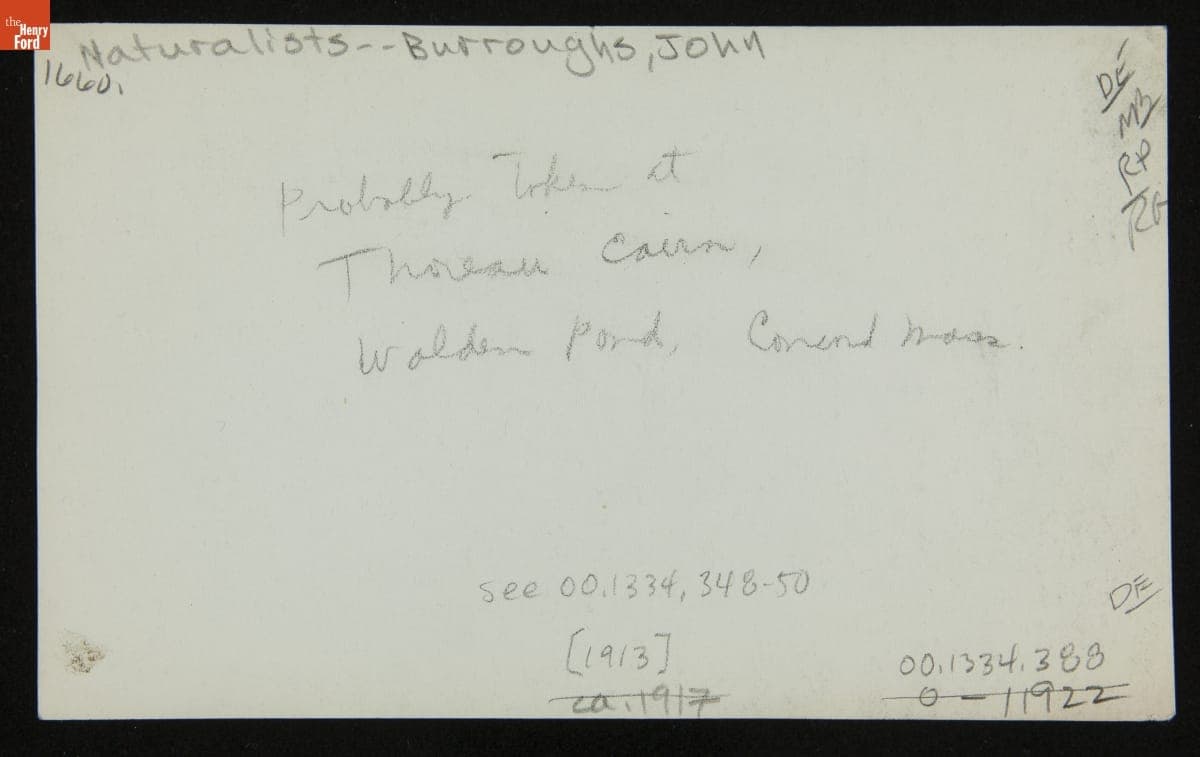 the Henry Ford
Naturalists--Burroughs, John
1660.
DE
MB
RP
RG
Probably Taken at
Thoreau Cairn,
Walden Pond, Concord Mass.
see 00.1334, 348-50
DE
[1913]
00.1334.388
ca. 1917
0-11922